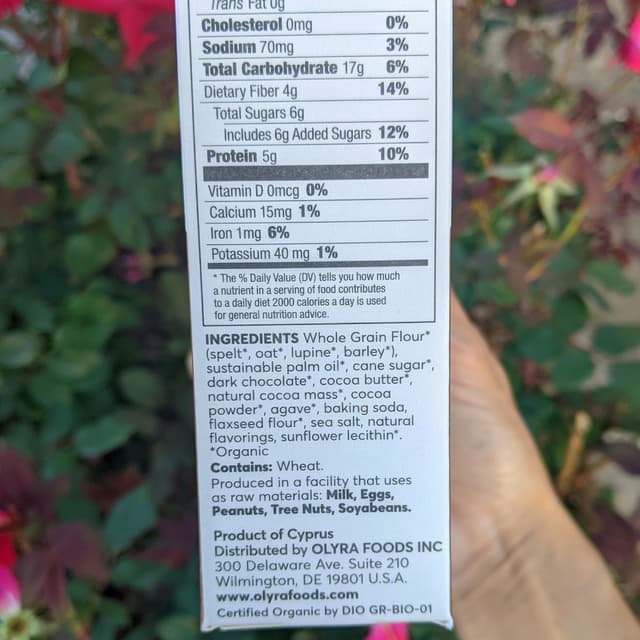 Trans Fat 0g
Cholesterol 0mg 0%
Sodium 70mg 3%
Total Carbohydrate 17g 6%
Dietary Fiber 4g 14%
Total Sugars 6g
Includes 6g Added Sugars 12%
Protein 5g 10%
Vitamin D 0mcg 0%
Calcium 15mg 1%
Iron 1mg 6%
Potassium 40 mg 1%
* The % Daily Value (DV) tells you how much
a nutrient in a serving of food contributes
to a daily diet 2000 calories a day is used
for general nutrition advice.
INGREDIENTS Whole Grain Flour*
(spelt*, oat*, lupine*, barley*),
sustainable palm oil*, cane sugar*,
dark chocolate*, cocoa butter*,
natural cocoa mass*, cocoa
powder*, agave*, baking soda,
flaxseed flour*, sea salt, natural
flavorings, sunflower lecithin*.
*Organic
Contains: Wheat.
Produced in a facility that uses
as raw materials: Milk, Eggs,
Peanuts, Tree Nuts, Soyabeans.
Product of Cyprus
Distributed by OLYRA FOODS INC
300 Delaware Ave. Suite 210
Wilmington, DE 19801 U.S.A.
www.olyrafoods.com
Certified Organic by DIO GR-BIO-01